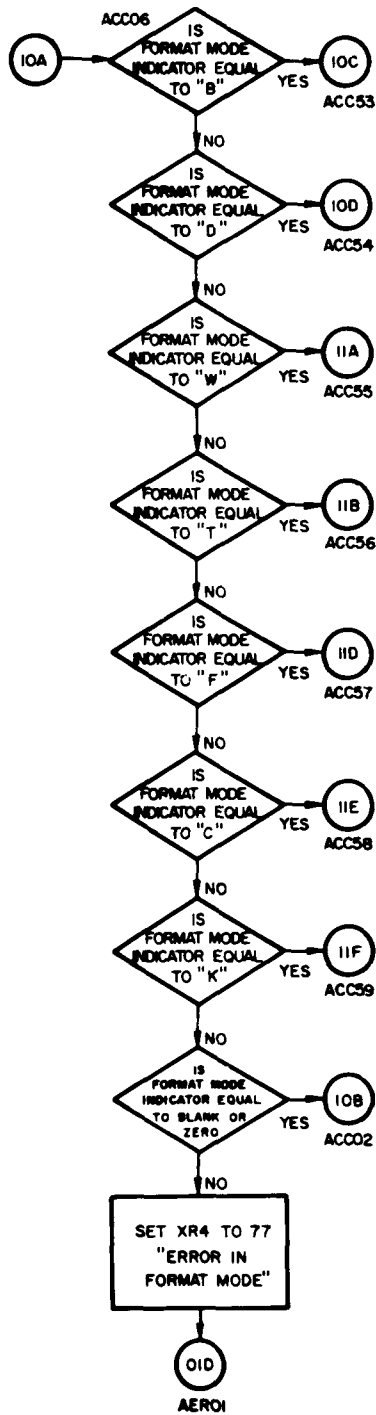 ACC06
10A
IS
FORMAT MODE
INDICATOR EQUAL
TO "B"
YES
10C
ACC53
NO
IS
FORMAT MODE
INDICATOR EQUAL
TO "D"
YES
10D
ACC54
NO
IS
FORMAT MODE
INDICATOR EQUAL
TO "W"
YES
11A
ACC55
NO
IS
FORMAT MODE
INDICATOR EQUAL
TO "T"
YES
11B
ACC56
NO
IS
FORMAT MODE
INDICATOR EQUAL
TO "F"
YES
11D
ACC57
NO
IS
FORMAT MODE
INDICATOR EQUAL
TO "C"
YES
11E
ACC58
NO
IS
FORMAT MODE
INDICATOR EQUAL
TO "K"
YES
11F
ACC59
NO
IS
FORMAT MODE
INDICATOR EQUAL
TO BLANK OR
ZERO
YES
10B
ACC02
NO
SET XR4 TO 77
"ERROR IN
FORMAT MODE"
01D
AER01